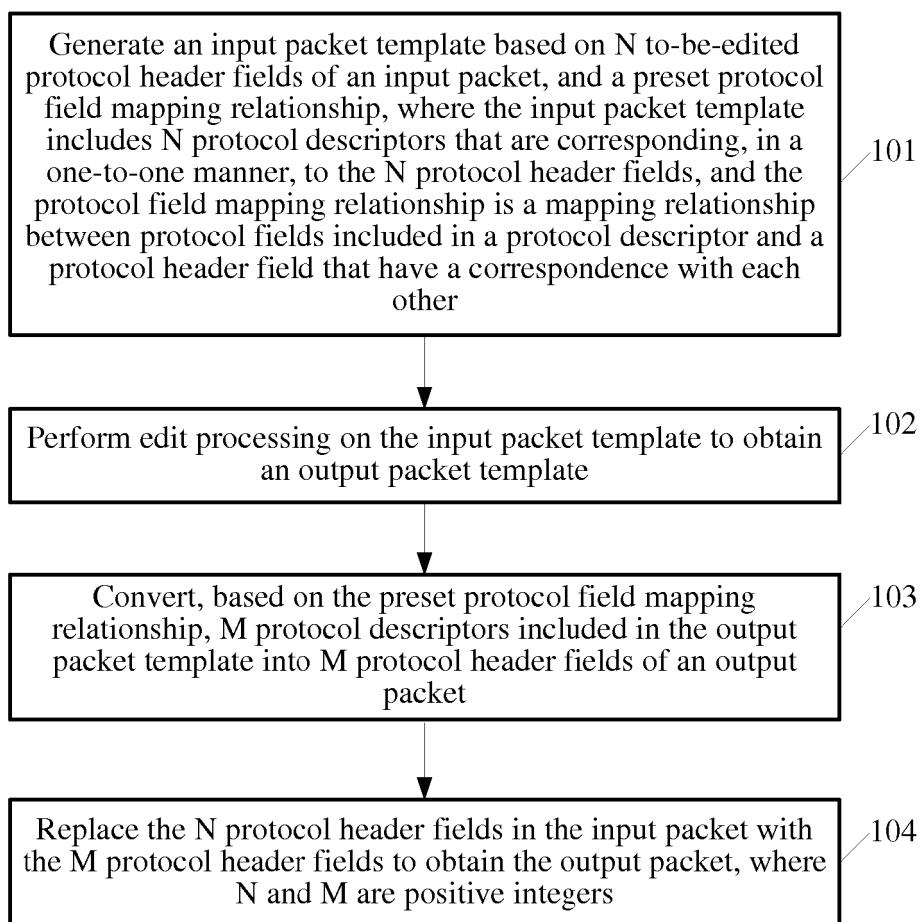 Generate an input packet template based on N to-be-edited
protocol header fields of an input packet, and a preset protocol
field mapping relationship, where the input packet template
includes N protocol descriptors that are corresponding, in a
one-to-one manner, to the N protocol header fields, and the
protocol field mapping relationship is a mapping relationship
between protocol fields included in a protocol descriptor and a
protocol header field that have a correspondence with each
other
101
Perform edit processing on the input packet template to obtain
an output packet template
102
Convert, based on the preset protocol field mapping
relationship, M protocol descriptors included in the output
packet template into M protocol header fields of an output
packet
103
Replace the N protocol header fields in the input packet with
the M protocol header fields to obtain the output packet, where
N and M are positive integers
104